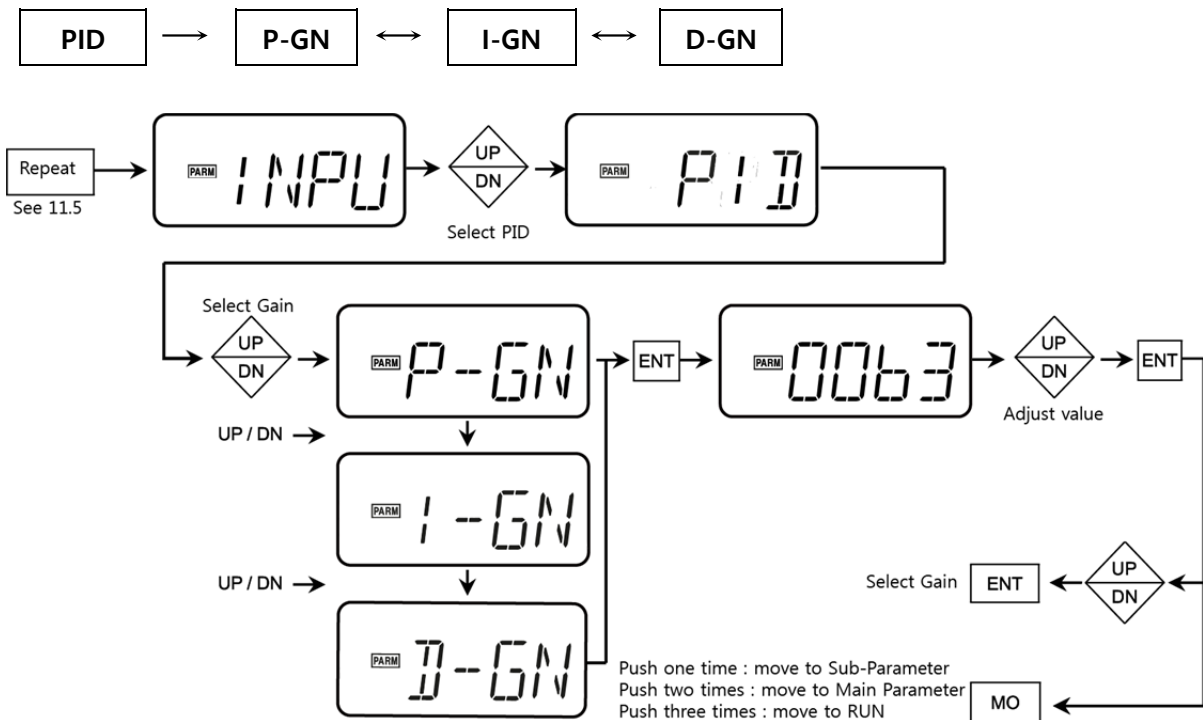 PID → P-GN ↔ I-GN ↔ D-GN
Repeat
See 11.5
PARM INPU
UP
DN
Select PID
PARM PID
Select Gain
UP
DN
PARM P-GN
ENT
PARM 0063
UP
DN
Adjust value
ENT
UP / DN →
PARM I-GN
UP / DN →
PARM D-GN
Select Gain
ENT
UP
DN
Push one time : move to Sub-Parameter
Push two times : move to Main Parameter
Push three times : move to RUN
MO